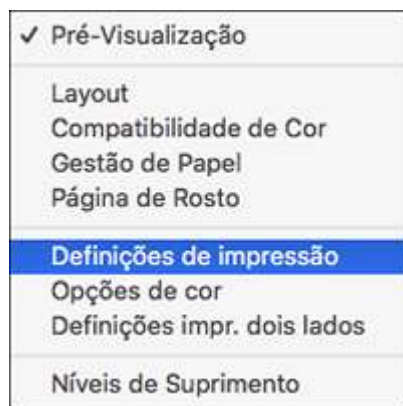 ✓ Pré-Visualização
Layout
Compatibilidade de Cor
Gestão de Papel
Página de Rosto
Definições de impressão
Opções de cor
Definições impr. dois lados
Níveis de Suprimento